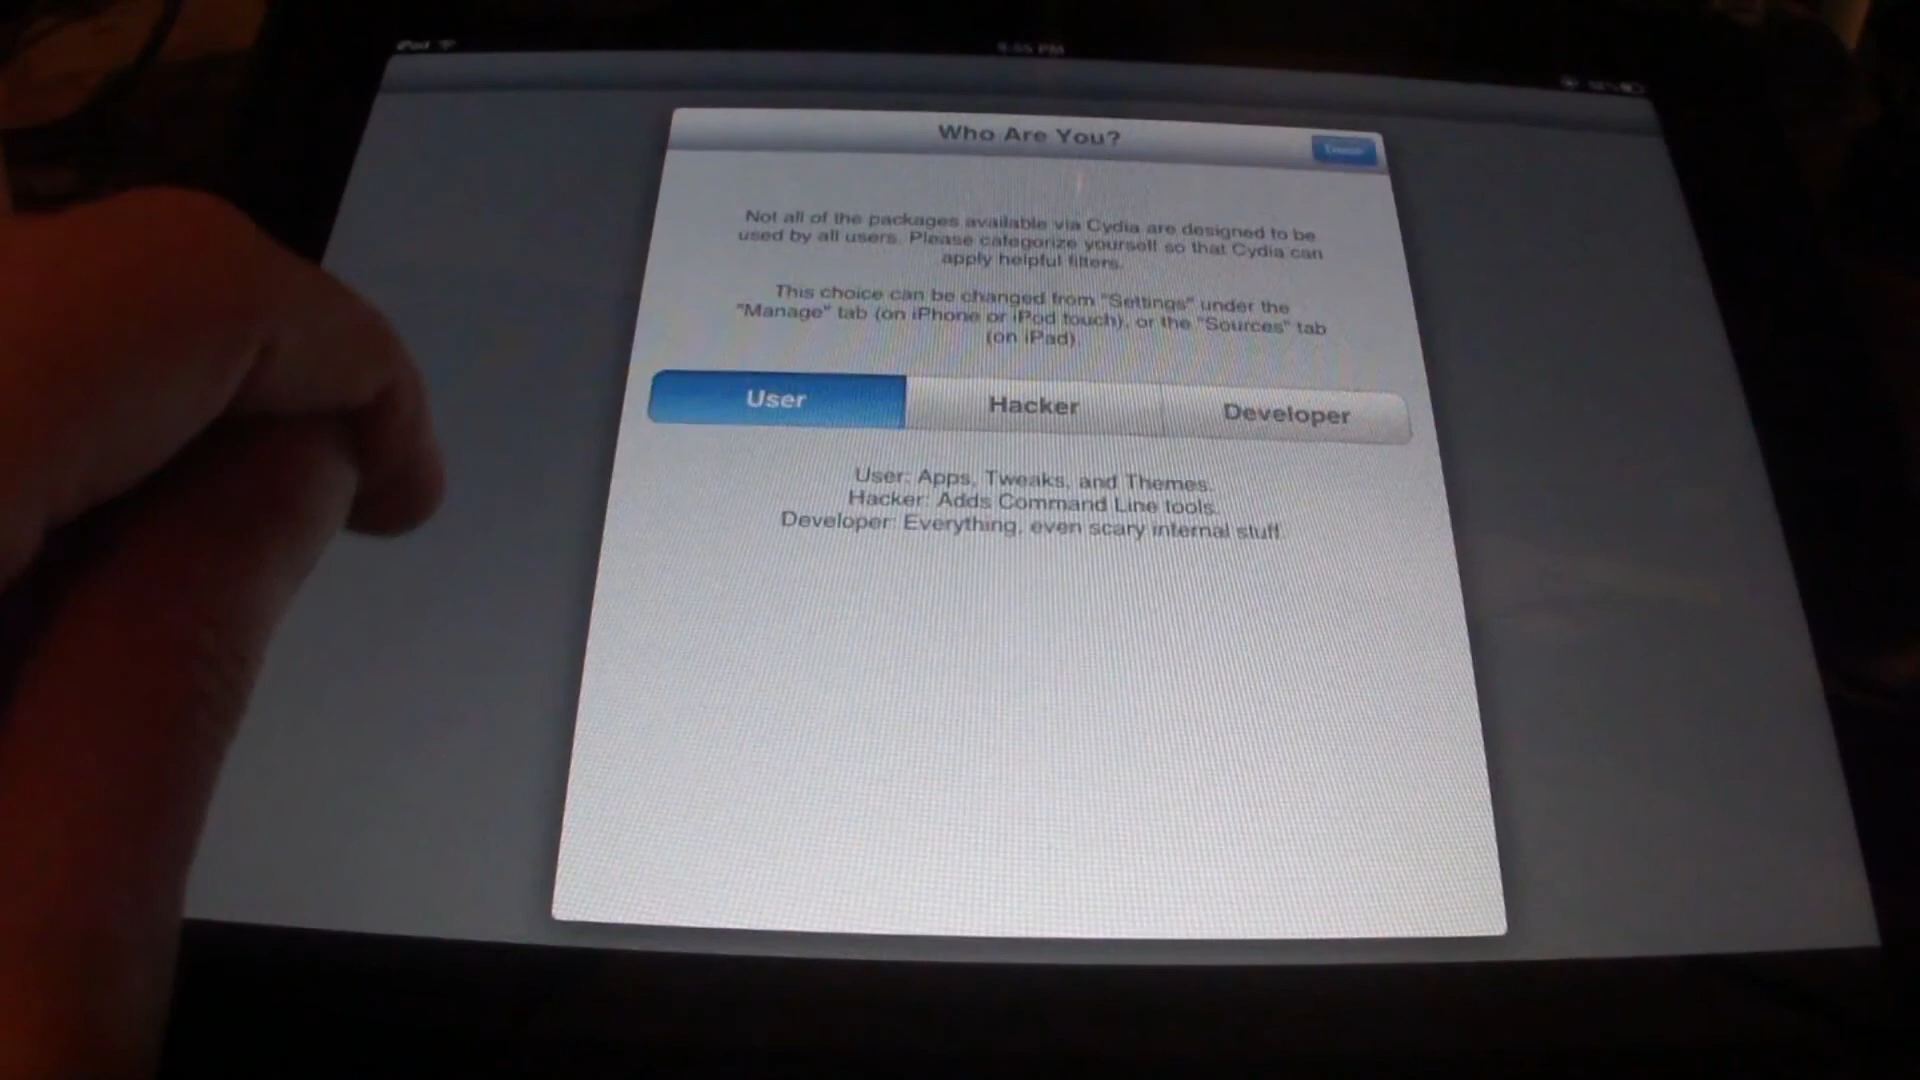 iPad
Who Are You?
Done
Not all of the packages available via Cydia are designed to be
used by all users. Please categorize yourself so that Cydia can
apply helpful filters.
This choice can be changed from "Settings" under the
"Manage" tab (on iPhone or iPod touch), or the "Sources" tab
(on iPad).
User
Hacker
Developer
User: Apps, Tweaks, and Themes.
Hacker: Adds Command Line tools.
Developer: Everything, even scary internal stuff.